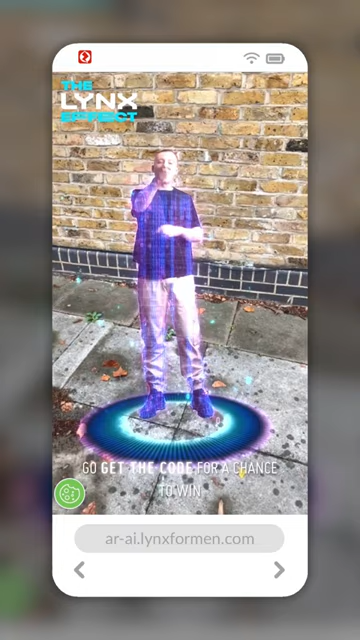 THE
LYNX
EFFECT
GO GET THE CODE FOR A CHANCE
TO WIN
ar-ai.lynxformen.com